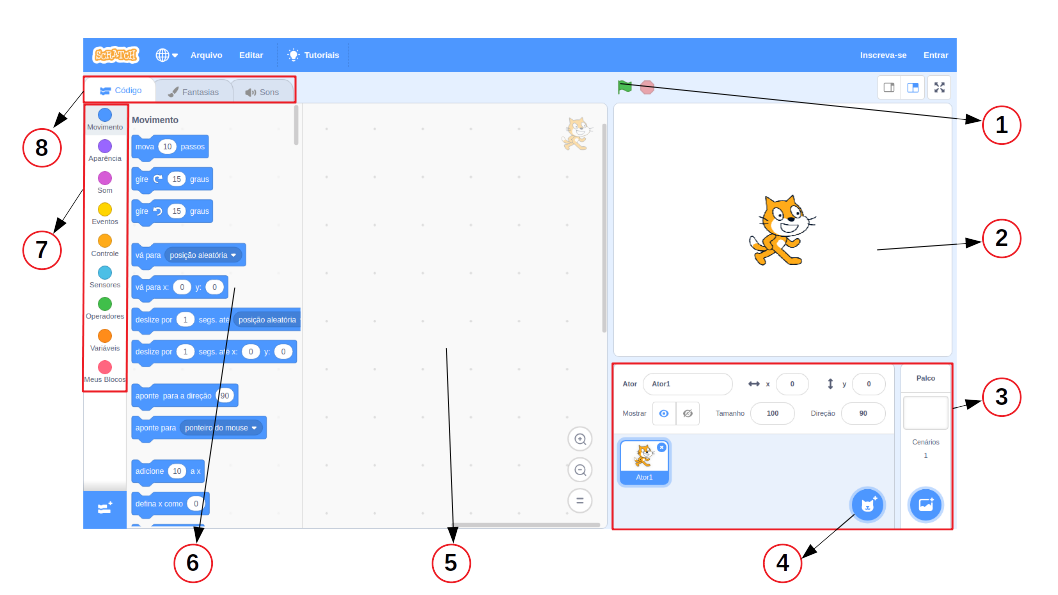 SCRATCH
Arquivo Editar Tutoriais Inscreva-se Entrar
Código Fantasias Sons
Movimento
Aparência
Som
Eventos
Controle
Sensores
Operadores
Variáveis
Meus Blocos
Movimento
mova 10 passos
gire 15 graus
gire 15 graus
vá para posição aleatória
vá para x: 0 y: 0
deslize por 1 segs. até posição aleatória
deslize por 1 segs. até x: 0 y: 0
aponte para a direção 90
aponte para ponteiro do mouse
adicione 10 a x
defina x como 0
Ator Ator1 x 0 y 0
Mostrar Tamanho 100 Direção 90
Ator1
Palco
Cenários
1
1
2
3
4
5
6
7
8